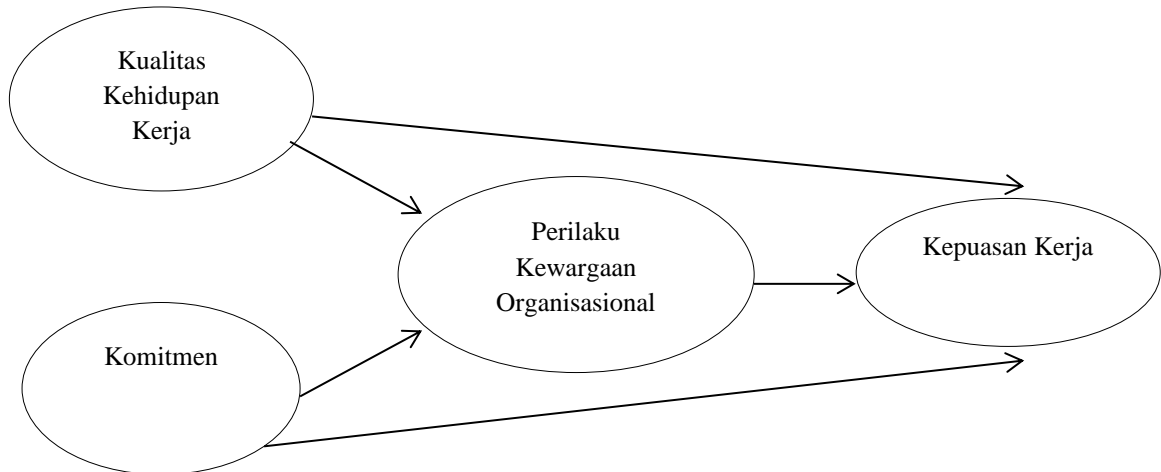 Kualitas
Kehidupan
Kerja
Perilaku
Kewargaan
Organisasional
Kepuasan Kerja
Komitmen